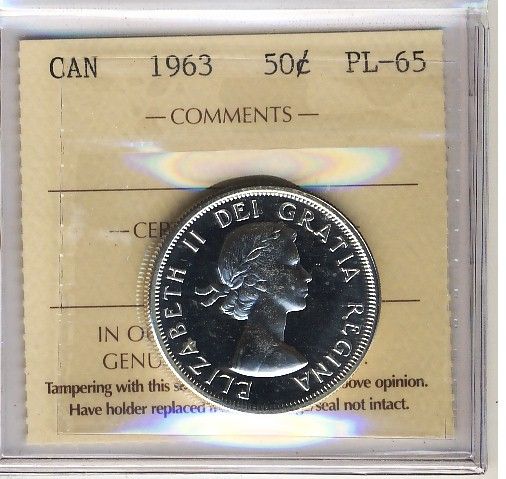 CAN 1963 50¢ PL-65
— COMMENTS —
— CER
ELIZABETH II DEI GRATIA REGINA
IN O
GENU
Tampering with this se ove opinion.
Have holder replaced /seal not intact.